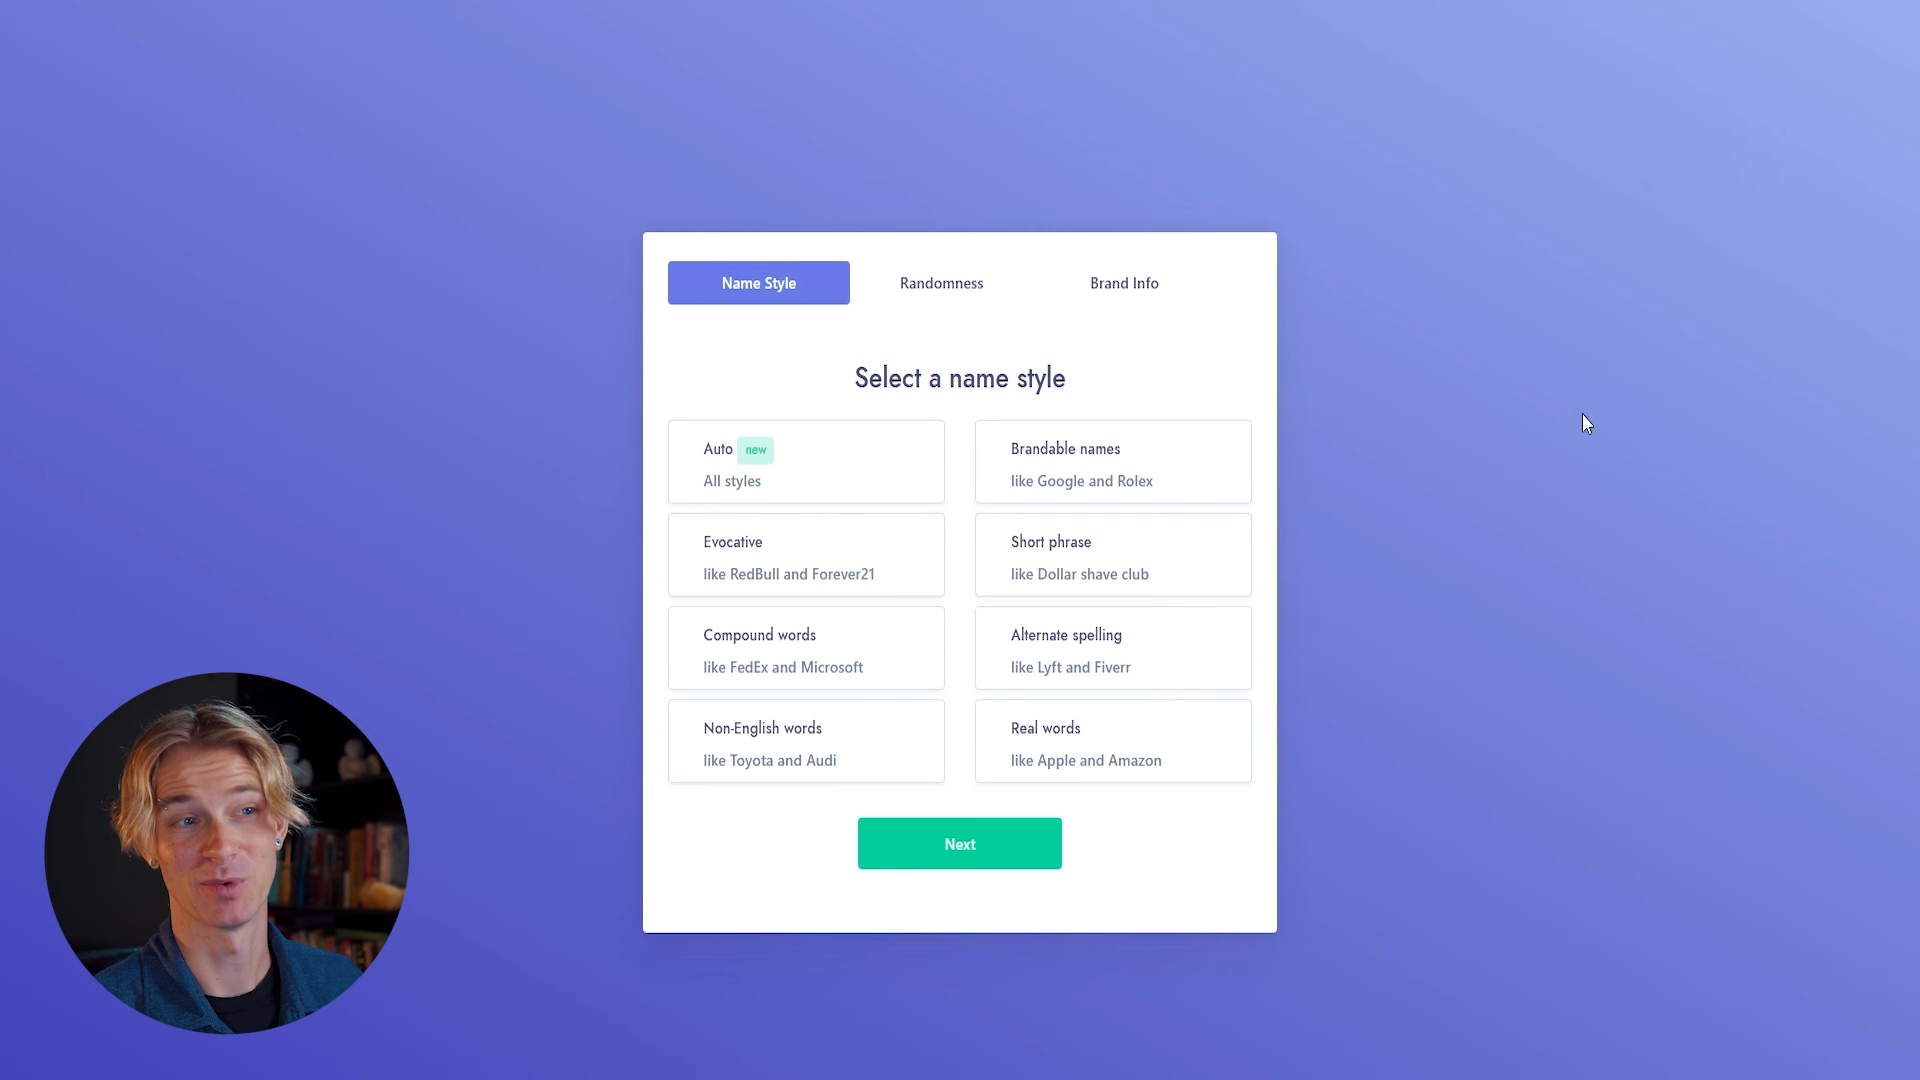 Name Style
Randomness
Brand Info
Select a name style
Auto new
All styles
Brandable names
like Google and Rolex
Evocative
like RedBull and Forever21
Short phrase
like Dollar shave club
Compound words
like FedEx and Microsoft
Alternate spelling
like Lyft and Fiverr
Non-English words
like Toyota and Audi
Real words
like Apple and Amazon
Next